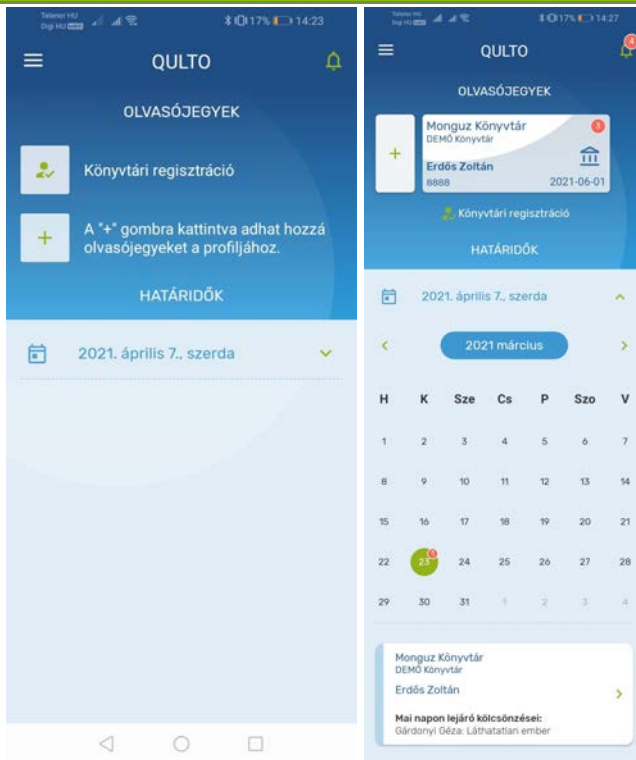 Telenor HU
Digi HU
17% 14:23
QULTO
OLVASÓJEGYEK
Könyvtári regisztráció
A "+" gombra kattintva adhat hozzá
olvasójegyeket a profiljához.
HATÁRIDŐK
2021. április 7., szerda
Telenor HU
Digi HU
17% 14:27
QULTO
4
OLVASÓJEGYEK
Monguz Könyvtár
3
DEMÓ Könyvtár
+
Erdős Zoltán
8888
2021-06-01
Könyvtári regisztráció
HATÁRIDŐK
2021. április 7., szerda
2021 március
H K Sze Cs P Szo V
1 2 3 4 5 6 7
8 9 10 11 12 13 14
15 16 17 18 19 20 21
22 23 24 25 26 27 28
29 30 31 1 2 3 4
Monguz Könyvtár
DEMÓ Könyvtár
Erdős Zoltán
Mai napon lejáró kölcsönzései:
Gárdonyi Géza: Láthatatlan ember